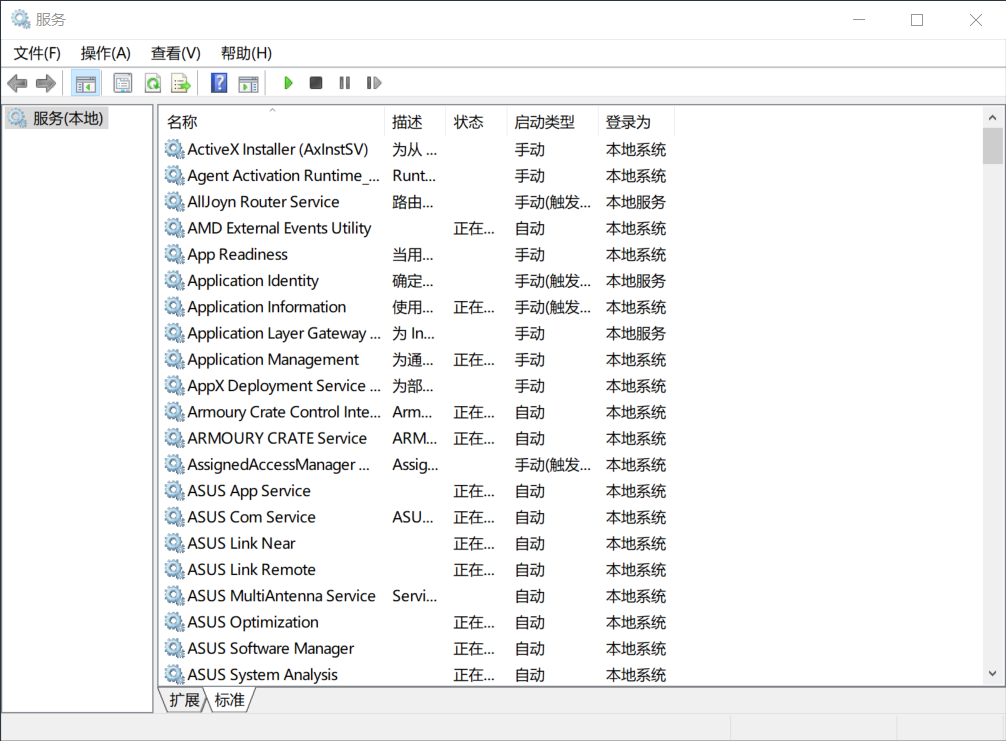 服务
文件(F) 操作(A) 查看(V) 帮助(H)
服务(本地)
名称 描述 状态 启动类型 登录为
ActiveX Installer (AxInstSV) 为从 ... 手动 本地系统
Agent Activation Runtime_... Runt... 手动 本地系统
AllJoyn Router Service 路由... 手动(触发... 本地服务
AMD External Events Utility 正在... 自动 本地系统
App Readiness 当用... 手动 本地系统
Application Identity 确定... 手动(触发... 本地服务
Application Information 使用... 正在... 手动(触发... 本地系统
Application Layer Gateway ... 为 In... 手动 本地服务
Application Management 为通... 正在... 手动 本地系统
AppX Deployment Service ... 为部... 手动 本地系统
Armoury Crate Control Inte... Arm... 正在... 自动 本地系统
ARMOURY CRATE Service ARM... 正在... 自动 本地系统
AssignedAccessManager ... Assig... 手动(触发... 本地系统
ASUS App Service 正在... 自动 本地系统
ASUS Com Service ASU... 正在... 自动 本地系统
ASUS Link Near 正在... 自动 本地系统
ASUS Link Remote 正在... 自动 本地系统
ASUS MultiAntenna Service Servi... 自动 本地系统
ASUS Optimization 正在... 自动 本地系统
ASUS Software Manager 正在... 自动 本地系统
ASUS System Analysis 正在... 自动 本地系统
扩展 标准